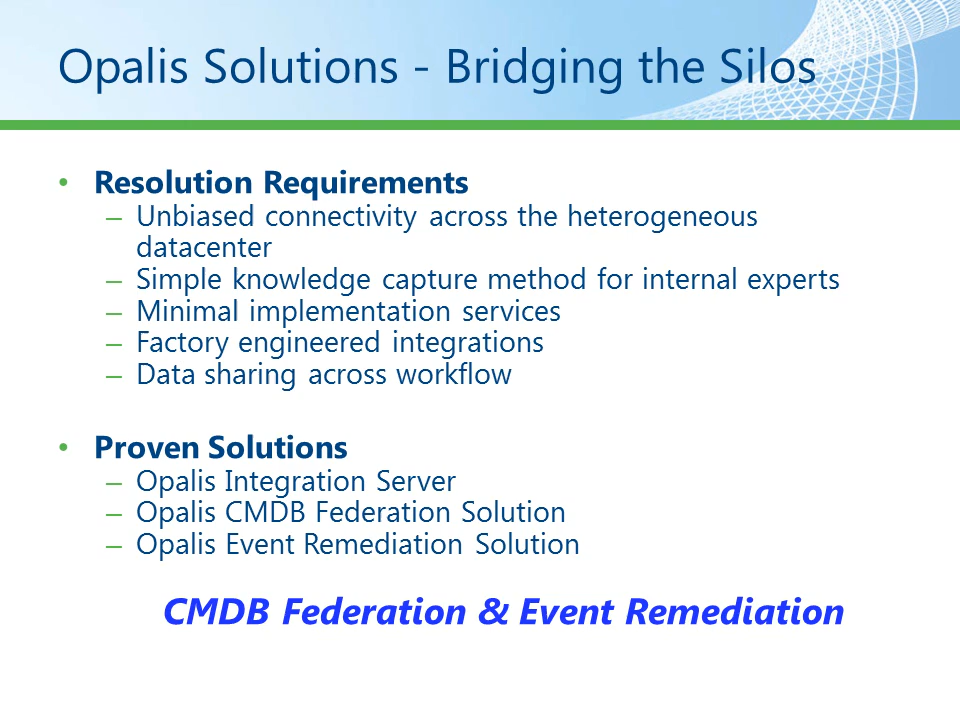 Opalis Solutions - Bridging the Silos
• Resolution Requirements
– Unbiased connectivity across the heterogeneous
datacenter
– Simple knowledge capture method for internal experts
– Minimal implementation services
– Factory engineered integrations
– Data sharing across workflow
• Proven Solutions
– Opalis Integration Server
– Opalis CMDB Federation Solution
– Opalis Event Remediation Solution
CMDB Federation & Event Remediation